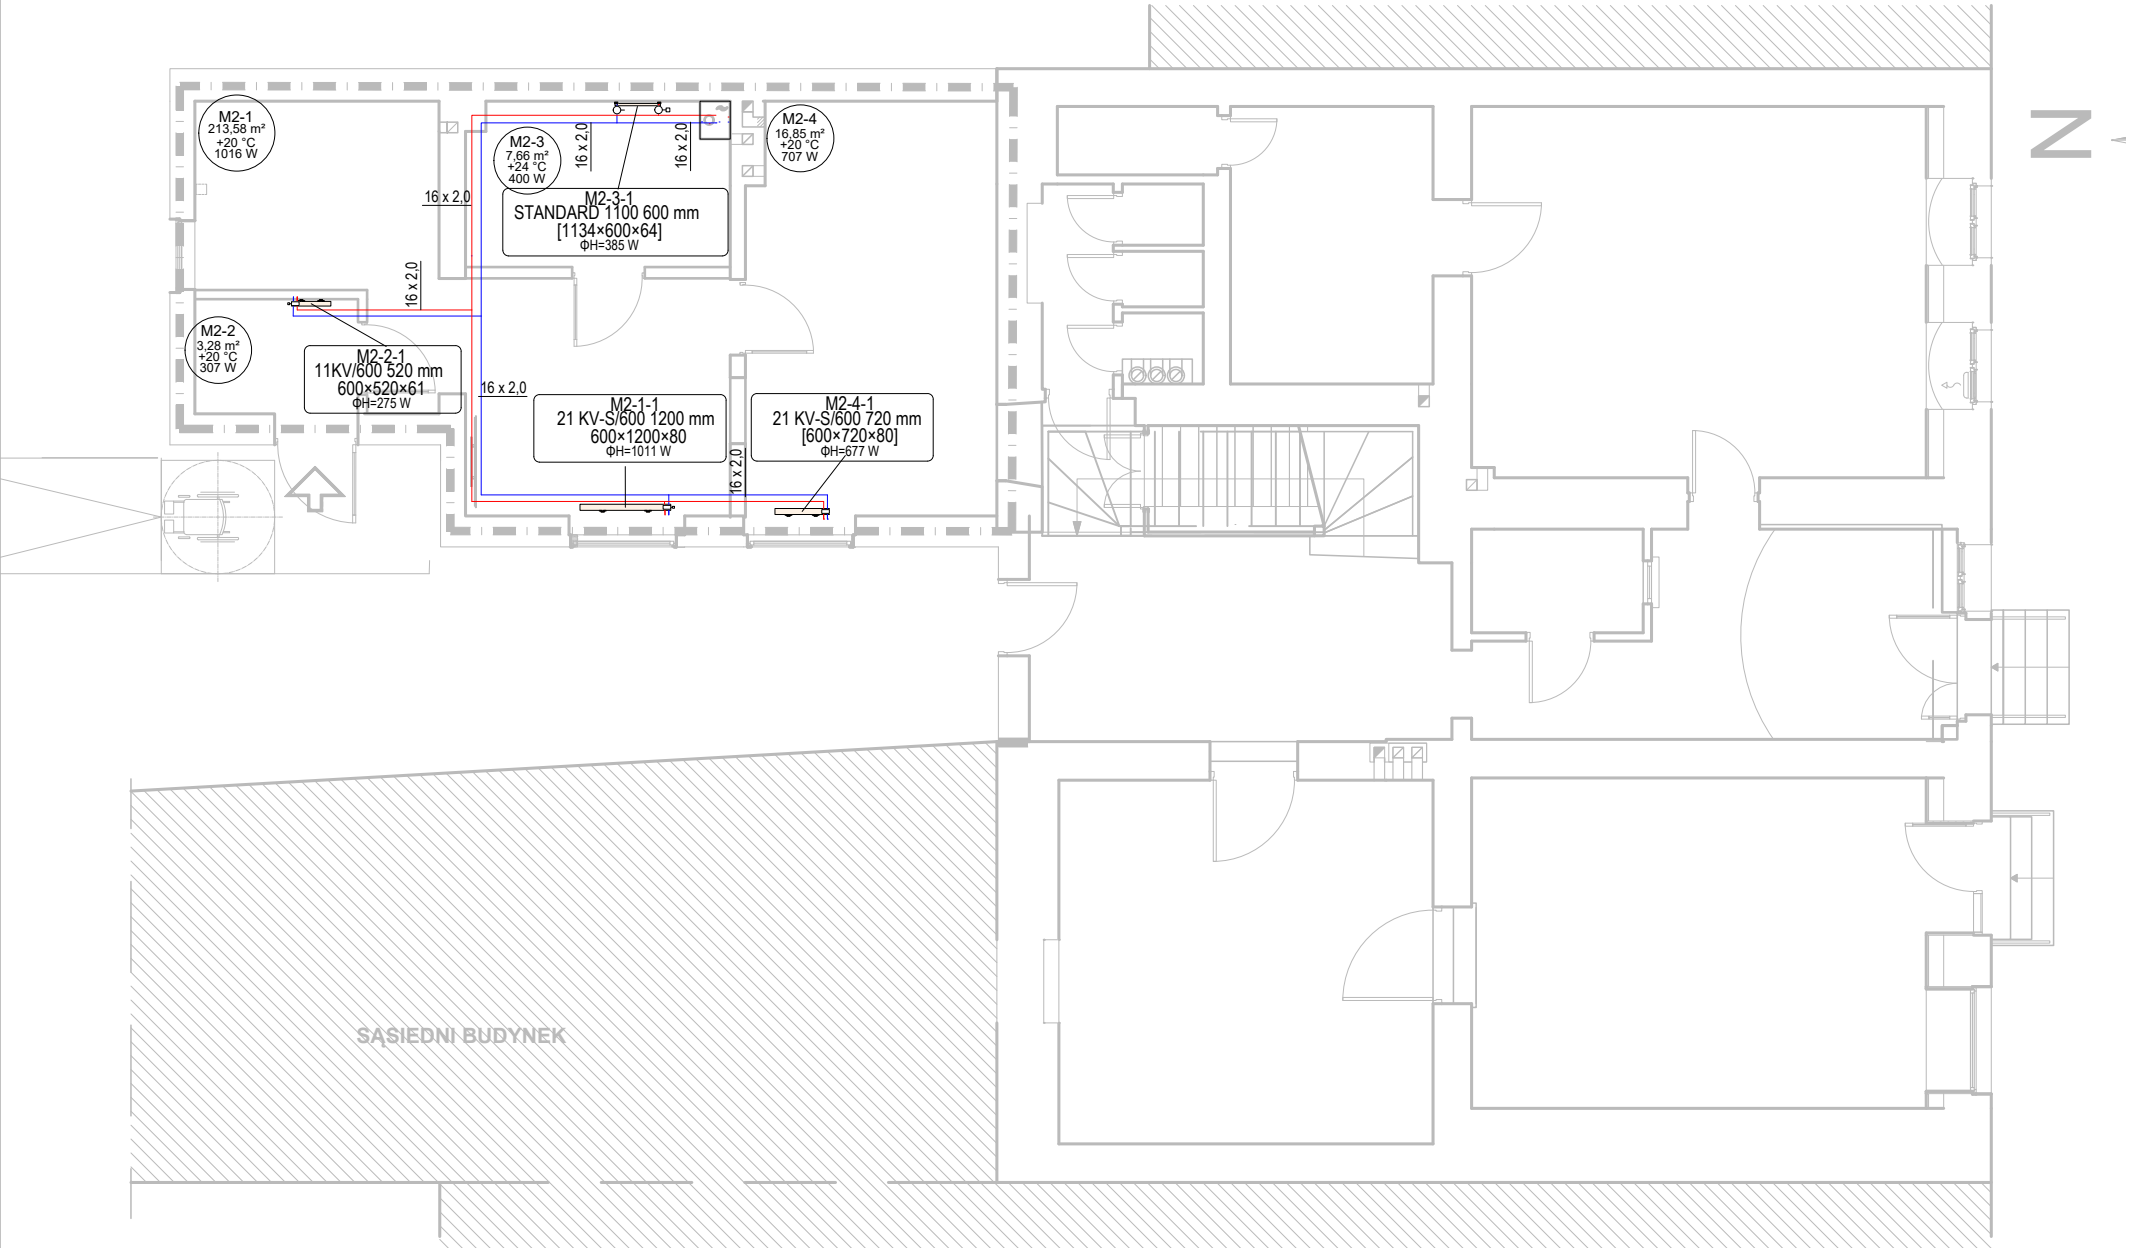 M2-1
213,58 m²
+20 °C
1016 W
M2-3
7,66 m²
+24 °C
400 W
16 x 2,0
16 x 2,0
M2-4
16,85 m²
+20 °C
707 W
N
16 x 2,0
M2-3-1
STANDARD 1100 600 mm
[1134×600×64]
ΦH=385 W
16 x 2,0
M2-2
3,28 m²
+20 °C
307 W
M2-2-1
11KV/600 520 mm
600×520×61
ΦH=275 W
16 x 2,0
M2-1-1
21 KV-S/600 1200 mm
600×1200×80
ΦH=1011 W
M2-4-1
21 KV-S/600 720 mm
[600×720×80]
ΦH=677 W
16 x 2,0
SĄSIEDNI BUDYNEK